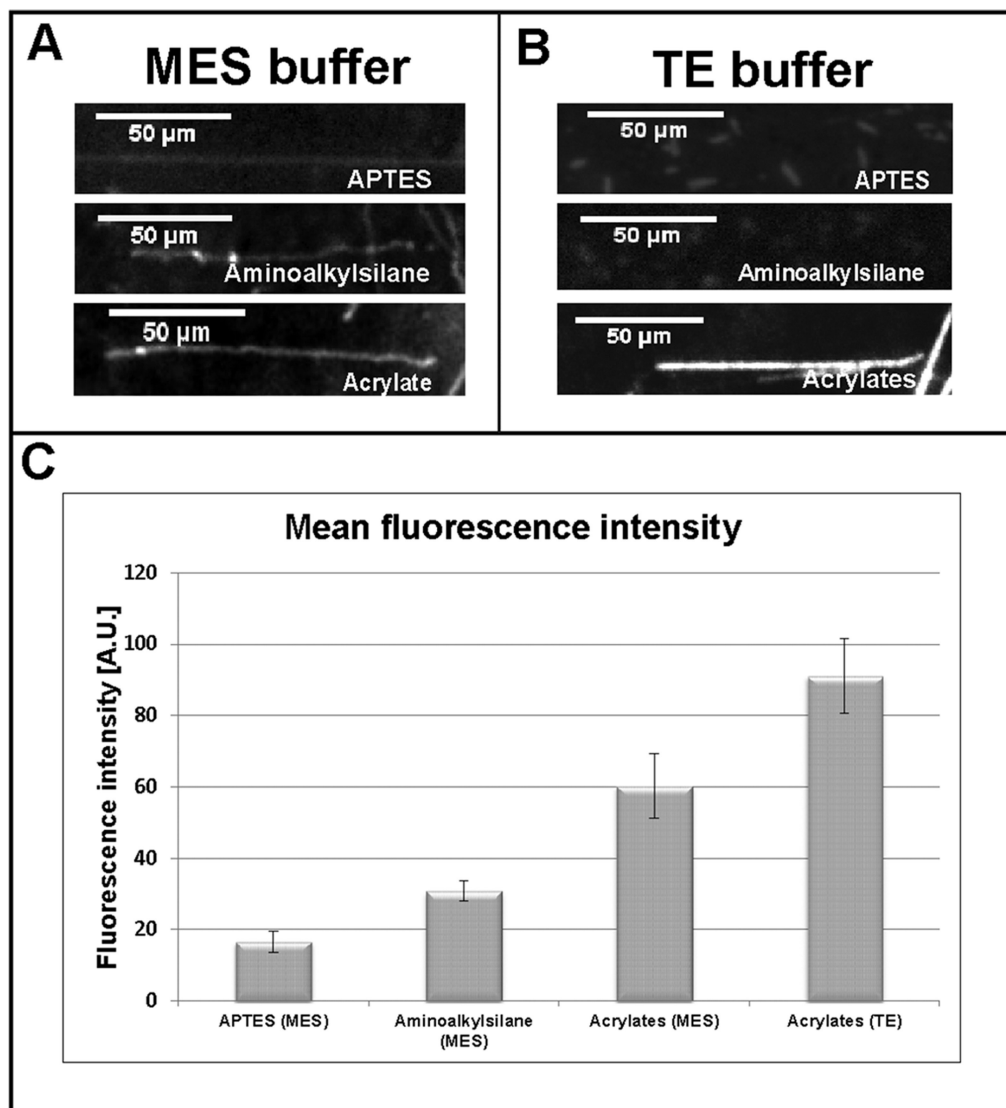 A
MES buffer
50 µm
APTES
50 µm
Aminoalkylsilane
50 µm
Acrylate
B
TE buffer
50 µm
APTES
50 µm
Aminoalkylsilane
50 µm
Acrylates
C
Mean fluorescence intensity
Fluorescence intensity [A.U.]
120
100
80
60
40
20
0
APTES (MES)
Aminoalkylsilane
(MES)
Acrylates (MES)
Acrylates (TE)